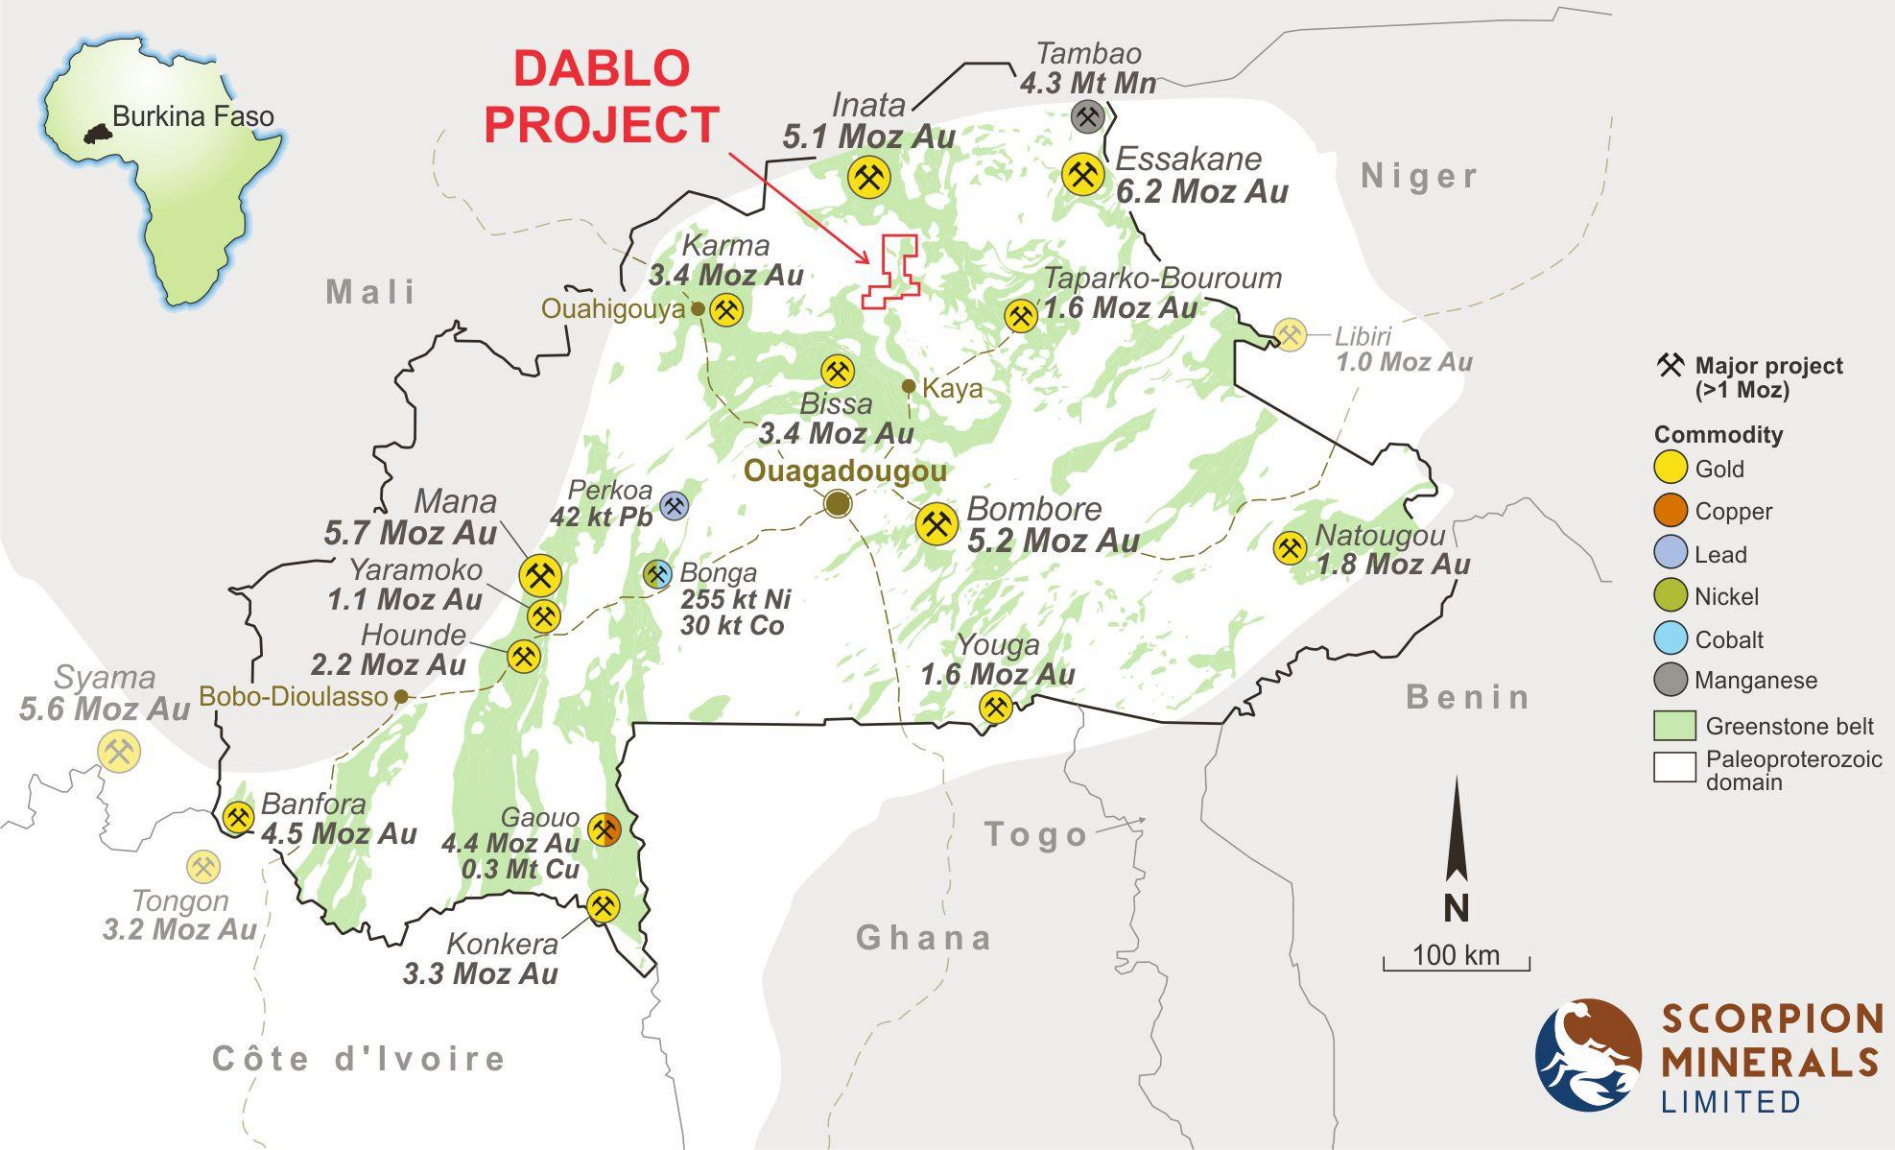 Burkina Faso
DABLO
PROJECT
Tambao
4.3 Mt Mn
Inata
5.1 Moz Au
Essakane
6.2 Moz Au
Niger
Karma
3.4 Moz Au
Mali
Ouahigouya
Taparko-Bouroum
1.6 Moz Au
Libiri
1.0 Moz Au
Kaya
Bissa
3.4 Moz Au
Ouagadougou
Mana
5.7 Moz Au
Perkoa
42 kt Pb
Bombore
5.2 Moz Au
Natougou
1.8 Moz Au
Yaramoko
1.1 Moz Au
Bonga
255 kt Ni
30 kt Co
Hounde
2.2 Moz Au
Youga
1.6 Moz Au
Syama
5.6 Moz Au
Bobo-Dioulasso
Benin
Banfora
4.5 Moz Au
Gaouo
4.4 Moz Au
0.3 Mt Cu
Togo
Tongon
3.2 Moz Au
Konkera
3.3 Moz Au
Ghana
Côte d'Ivoire
Major project
(>1 Moz)
Commodity
Gold
Copper
Lead
Nickel
Cobalt
Manganese
Greenstone belt
Paleoproterozoic
domain
N
100 km
SCORPION
MINERALS
LIMITED